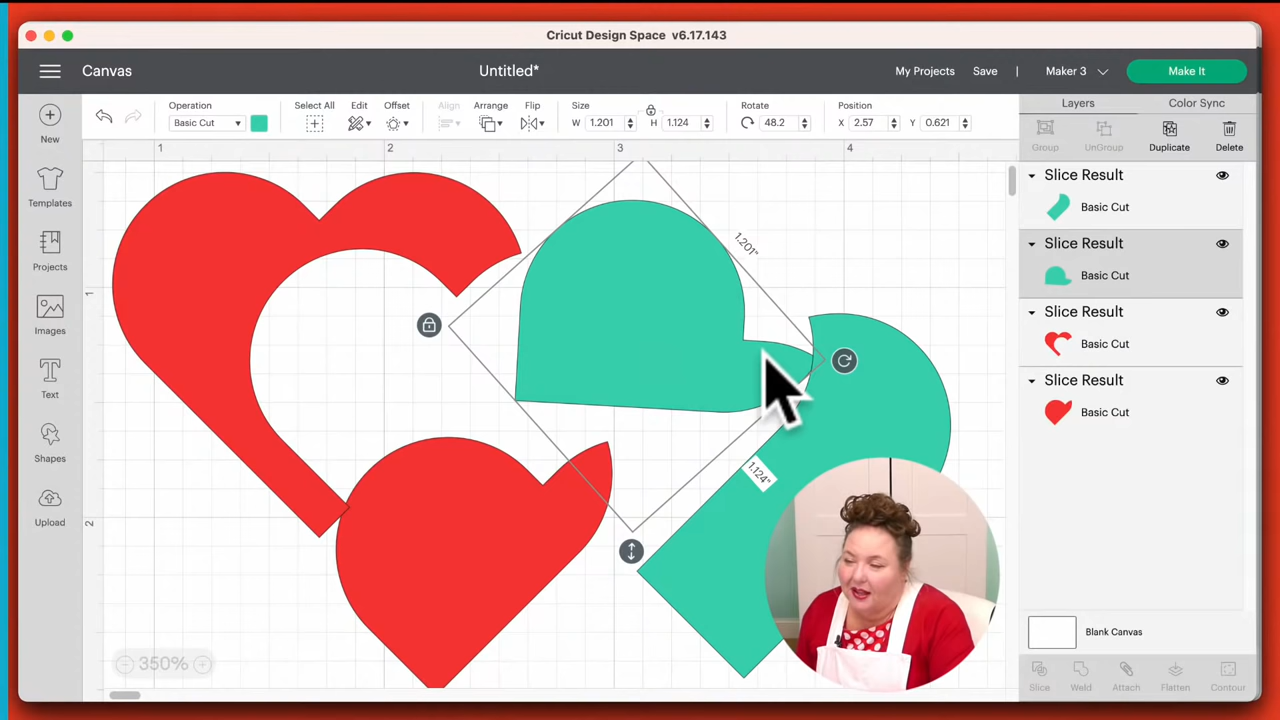 Cricut Design Space v6.17.143
Canvas
Untitled*
My Projects
Save
Maker 3
Make It
New
Templates
Projects
Images
Text
Shapes
Upload
Operation
Basic Cut
Select All
Edit
Offset
Align
Arrange
Flip
Size
W 1.201
H 1.124
Rotate
48.2
Position
X 2.57
Y 0.621
1 2 3 4
1
2
1.201"
1.124"
350%
Layers
Color Sync
Group
UnGroup
Duplicate
Delete
Slice Result
Basic Cut
Slice Result
Basic Cut
Slice Result
Basic Cut
Slice Result
Basic Cut
Blank Canvas
Slice
Weld
Attach
Flatten
Contour